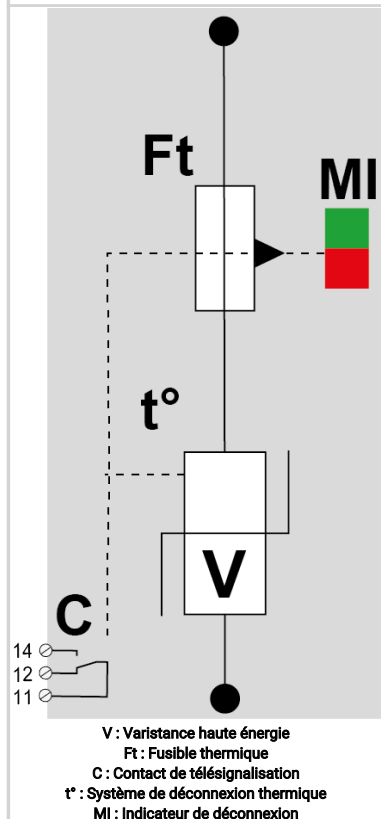 Ft
MI
t°
V
C
14
12
11
V : Varistance haute énergie
Ft : Fusible thermique
C : Contact de télésignalisation
t° : Système de déconnexion thermique
MI : Indicateur de déconnexion